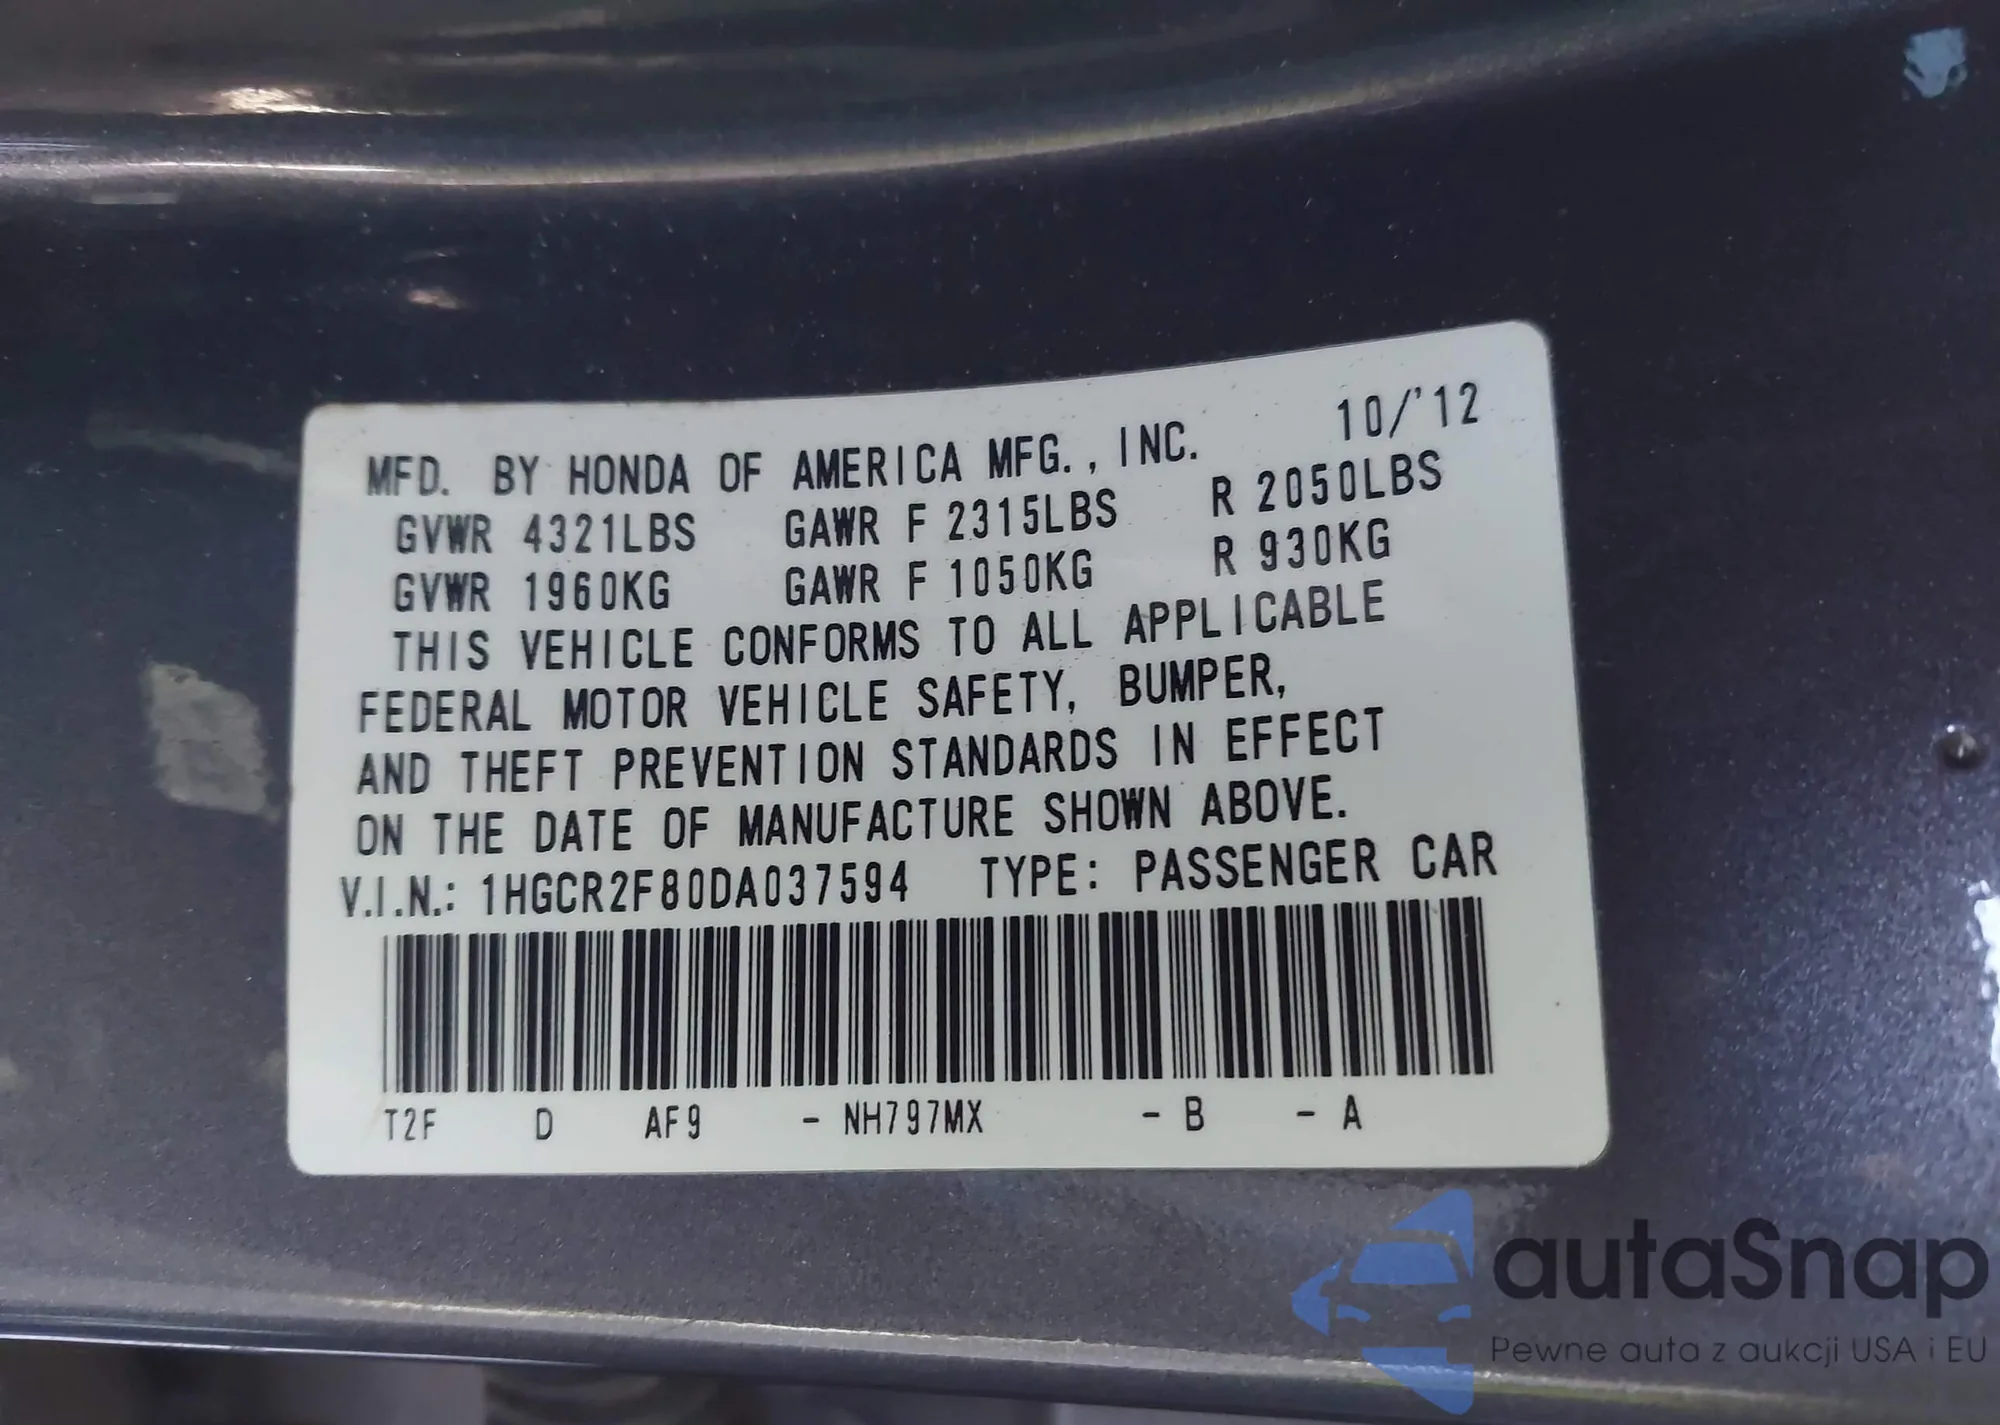 MFD. BY HONDA OF AMERICA MFG., INC. 10/'12
GVWR 4321LBS GAWR F 2315LBS R 2050LBS
GVWR 1960KG GAWR F 1050KG R 930KG
THIS VEHICLE CONFORMS TO ALL APPLICABLE
FEDERAL MOTOR VEHICLE SAFETY, BUMPER,
AND THEFT PREVENTION STANDARDS IN EFFECT
ON THE DATE OF MANUFACTURE SHOWN ABOVE.
V.I.N.: 1HGCR2F80DA037594 TYPE: PASSENGER CAR
T2F D AF9 - NH797MX - B - A
autaSnap
Pewne auta z aukcji USA i EU